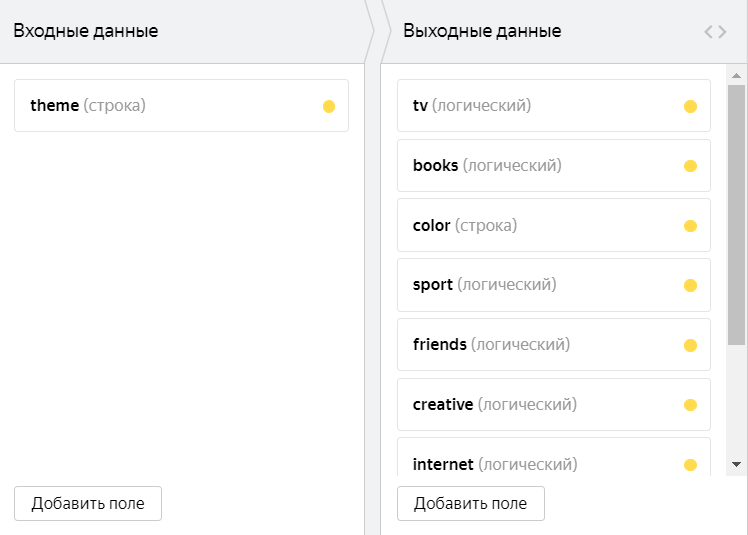 Входные данные
Выходные данные
theme (строка)
tv (логический)
books (логический)
color (строка)
sport (логический)
friends (логический)
creative (логический)
internet (логический)
Добавить поле
Добавить поле